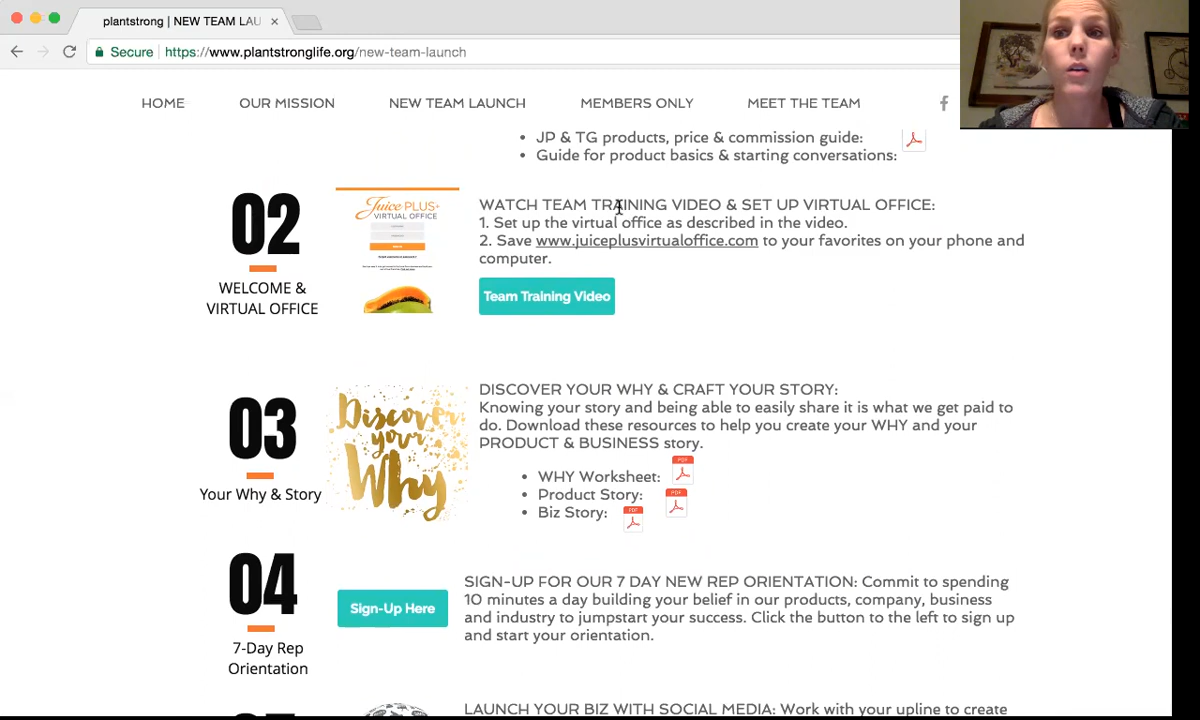 plantstrong | NEW TEAM LAU
Secure https://www.plantstronglife.org/new-team-launch
HOME OUR MISSION NEW TEAM LAUNCH MEMBERS ONLY MEET THE TEAM f
JP & TG products, price & commission guide:
Guide for product basics & starting conversations:
02
WELCOME &
VIRTUAL OFFICE
Juice PLUS+
VIRTUAL OFFICE
WATCH TEAM TRAINING VIDEO & SET UP VIRTUAL OFFICE:
1. Set up the virtual office as described in the video.
2. Save www.juiceplusvirtualoffice.com to your favorites on your phone and
computer.
Team Training Video
03
Your Why & Story
Discover
your
Why
DISCOVER YOUR WHY & CRAFT YOUR STORY:
Knowing your story and being able to easily share it is what we get paid to
do. Download these resources to help you create your WHY and your
PRODUCT & BUSINESS story.
WHY Worksheet: PDF
Product Story: PDF
Biz Story: PDF
04
7-Day Rep
Orientation
Sign-Up Here
SIGN-UP FOR OUR 7 DAY NEW REP ORIENTATION: Commit to spending
10 minutes a day building your belief in our products, company, business
and industry to jumpstart your success. Click the button to the left to sign up
and start your orientation.
LAUNCH YOUR BIZ WITH SOCIAL MEDIA: Work with your upline to create